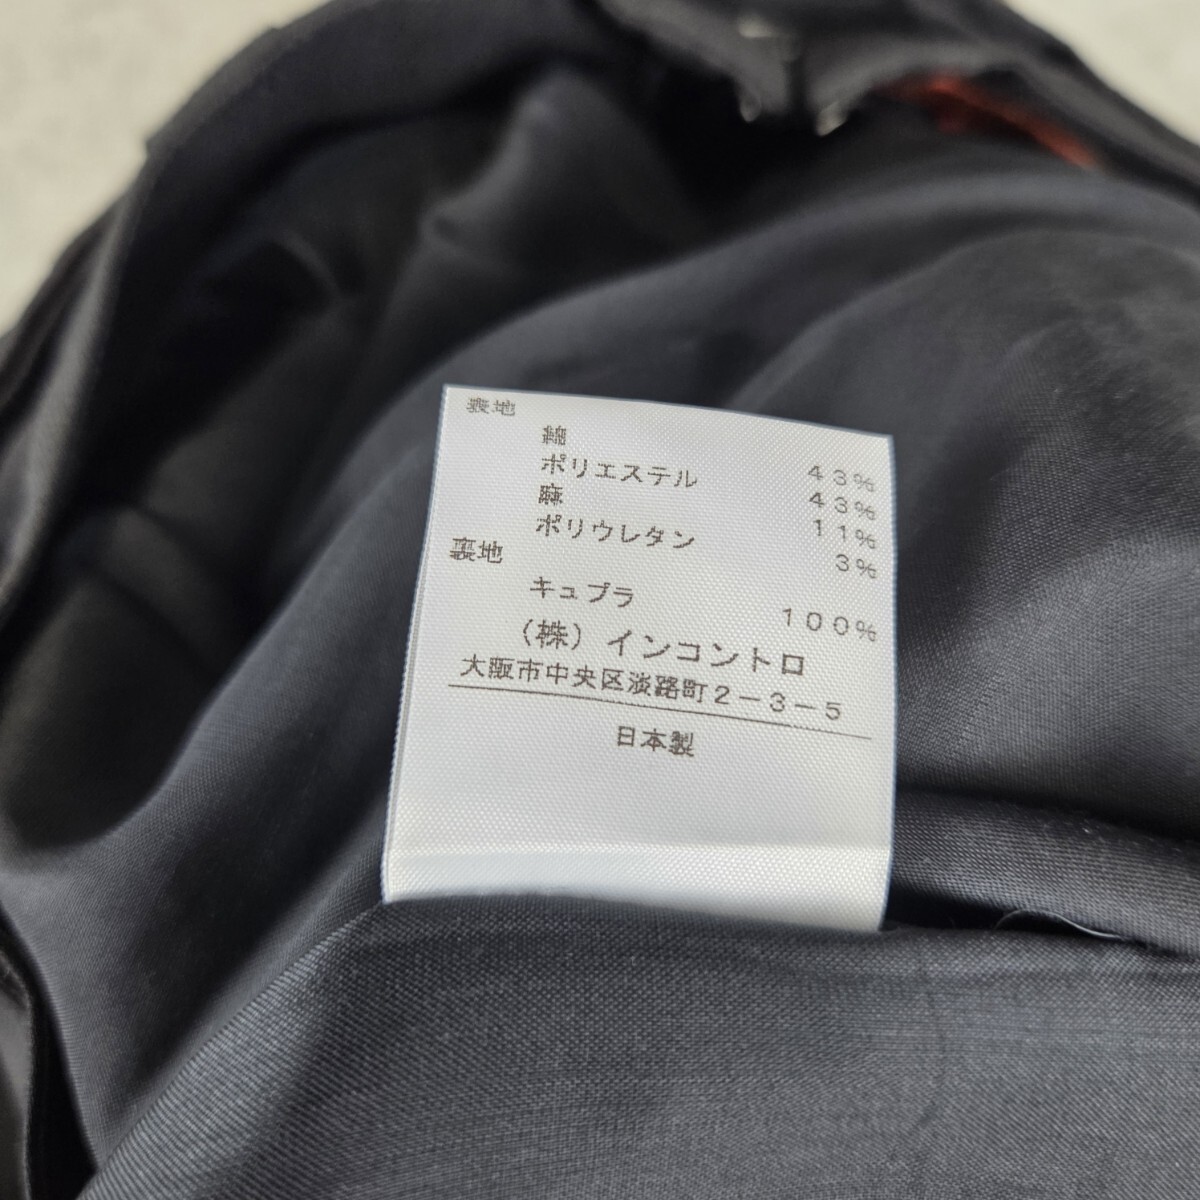 表地
綿 43%
ポリエステル 43%
麻 11%
ポリウレタン 3%
裏地
キュプラ 100%
（株）インコントロ
大阪市中央区淡路町2-3-5
日本製